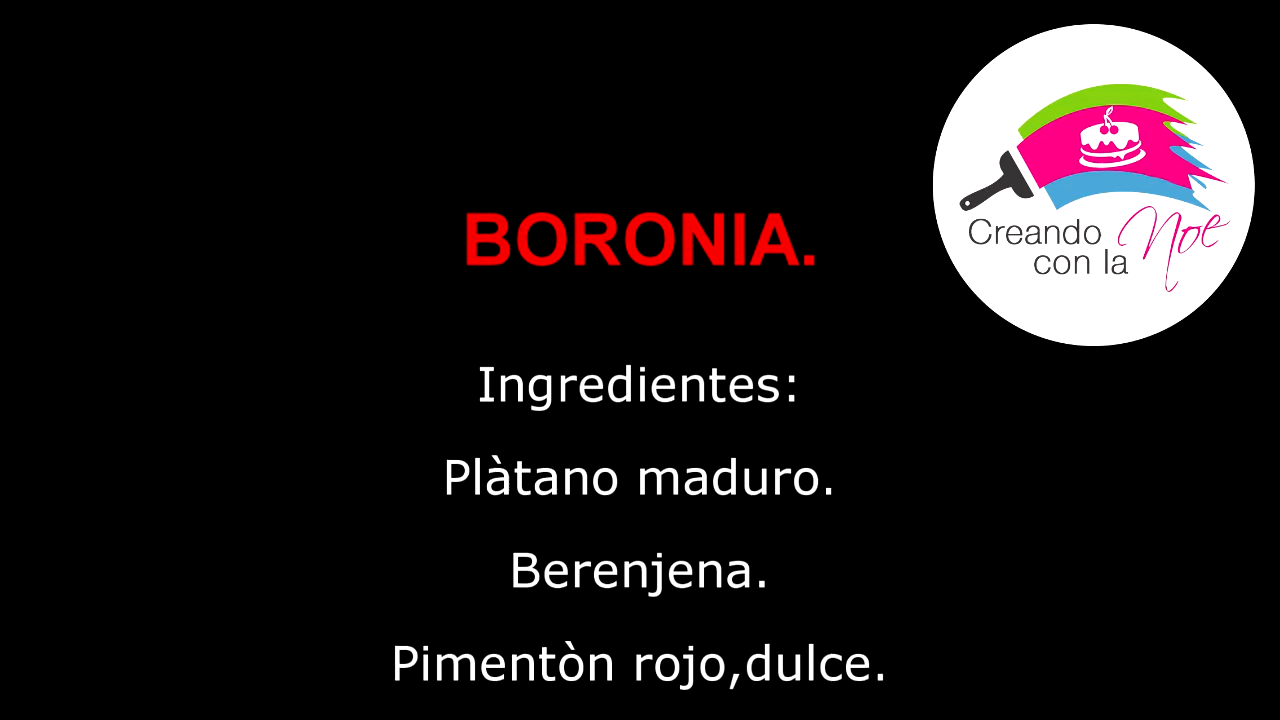 Creando
con la
Noe
BORONIA.
Ingredientes:
Plàtano maduro.
Berenjena.
Pimentòn rojo,dulce.